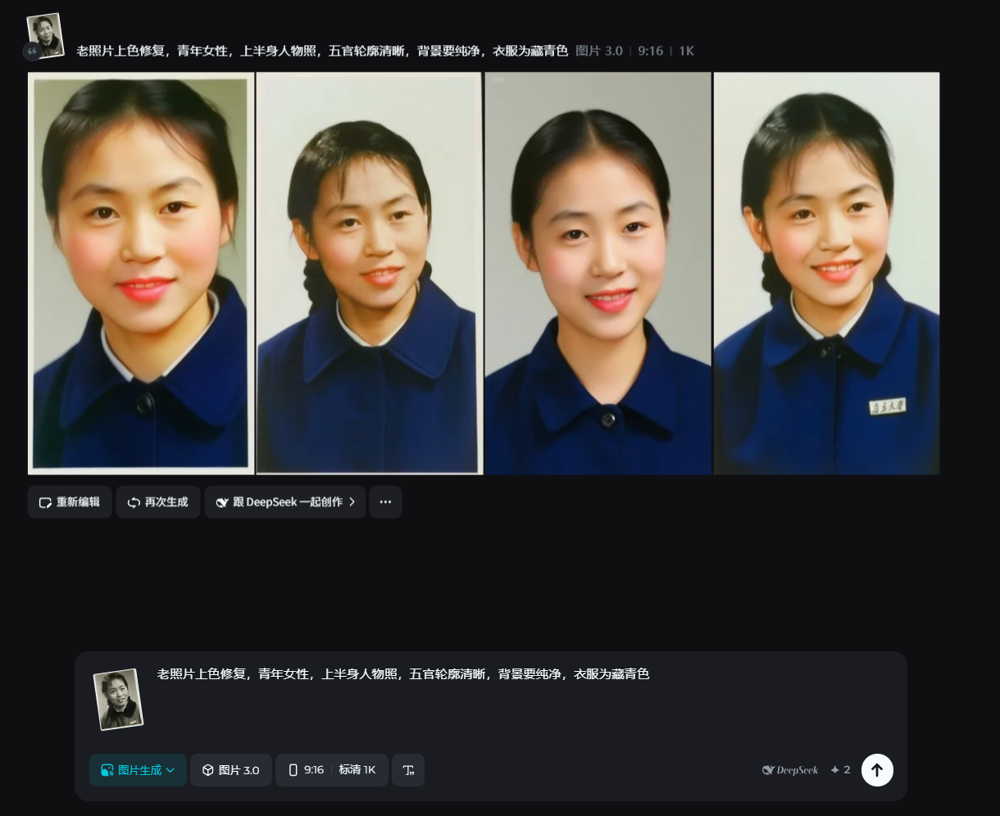 老照片上色修复，青年女性，上半身人物照，五官轮廓清晰，背景要纯净，衣服为藏青色 图片 3.0 | 9:16 | 1K
重新编辑 再次生成 跟 DeepSeek 一起创作
老照片上色修复，青年女性，上半身人物照，五官轮廓清晰，背景要纯净，衣服为藏青色
图片生成 图片 3.0 9:16 | 标清 1K DeepSeek 2